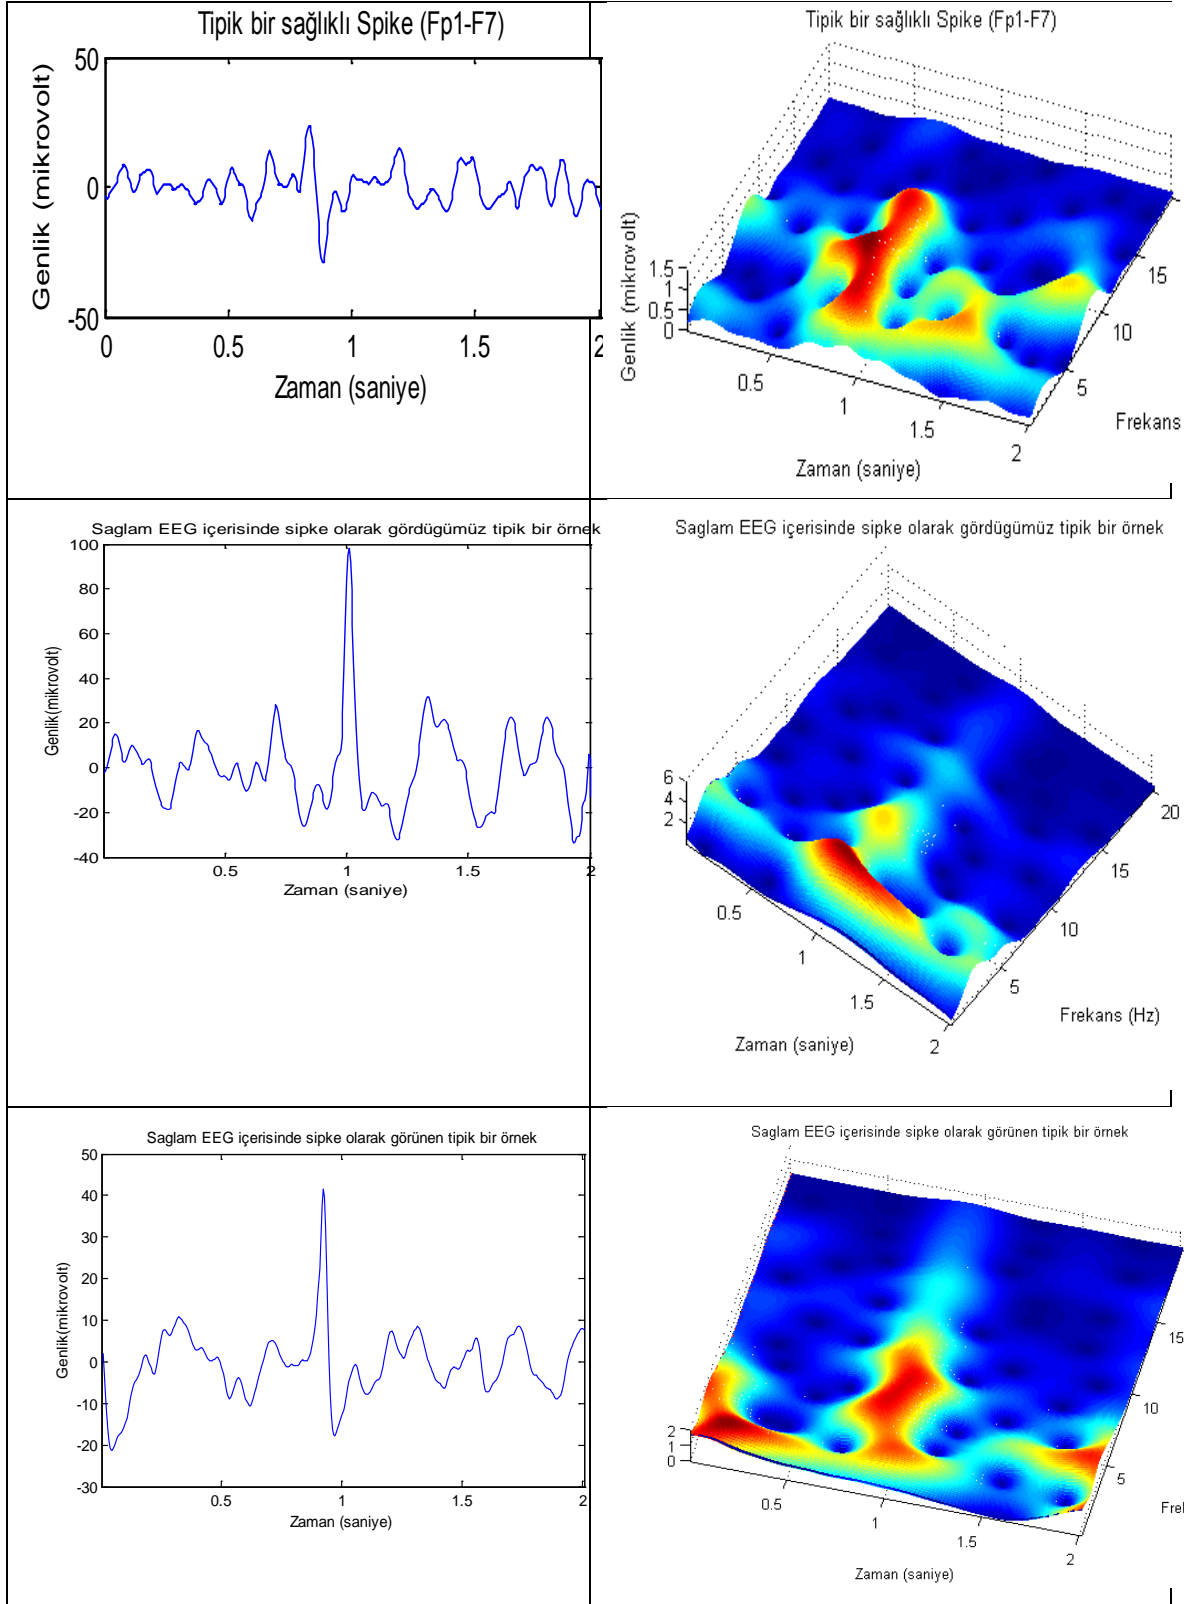 Tipik bir sağlıklı Spike (Fp1-F7)
Genlik (mikrovolt)
50
0
-50
0 0.5 1 1.5 2
Zaman (saniye)
Tipik bir sağlıklı Spike (Fp1-F7)
Genlik (mikrovolt)
1.5
1
0.5
0
0.5
1
1.5
2
Zaman (saniye)
5
10
15
Frekans
Saglam EEG içerisinde sipke olarak gördügümüz tipik bir örnek
Genlik(mikrovolt)
100
80
60
40
20
0
-20
-40
0.5 1 1.5 2
Zaman (saniye)
Saglam EEG içerisinde sipke olarak gördügümüz tipik bir örnek
6
4
2
0.5
1
1.5
2
Zaman (saniye)
5
10
15
20
Frekans (Hz)
Saglam EEG içerisinde sipke olarak görünen tipik bir örnek
Genlik(mikrovolt)
50
40
30
20
10
0
-10
-20
-30
0.5 1 1.5 2
Zaman (saniye)
Saglam EEG içerisinde sipke olarak görünen tipik bir örnek
2
1
0
0.5
1
1.5
2
Zaman (saniye)
5
10
15
Frek